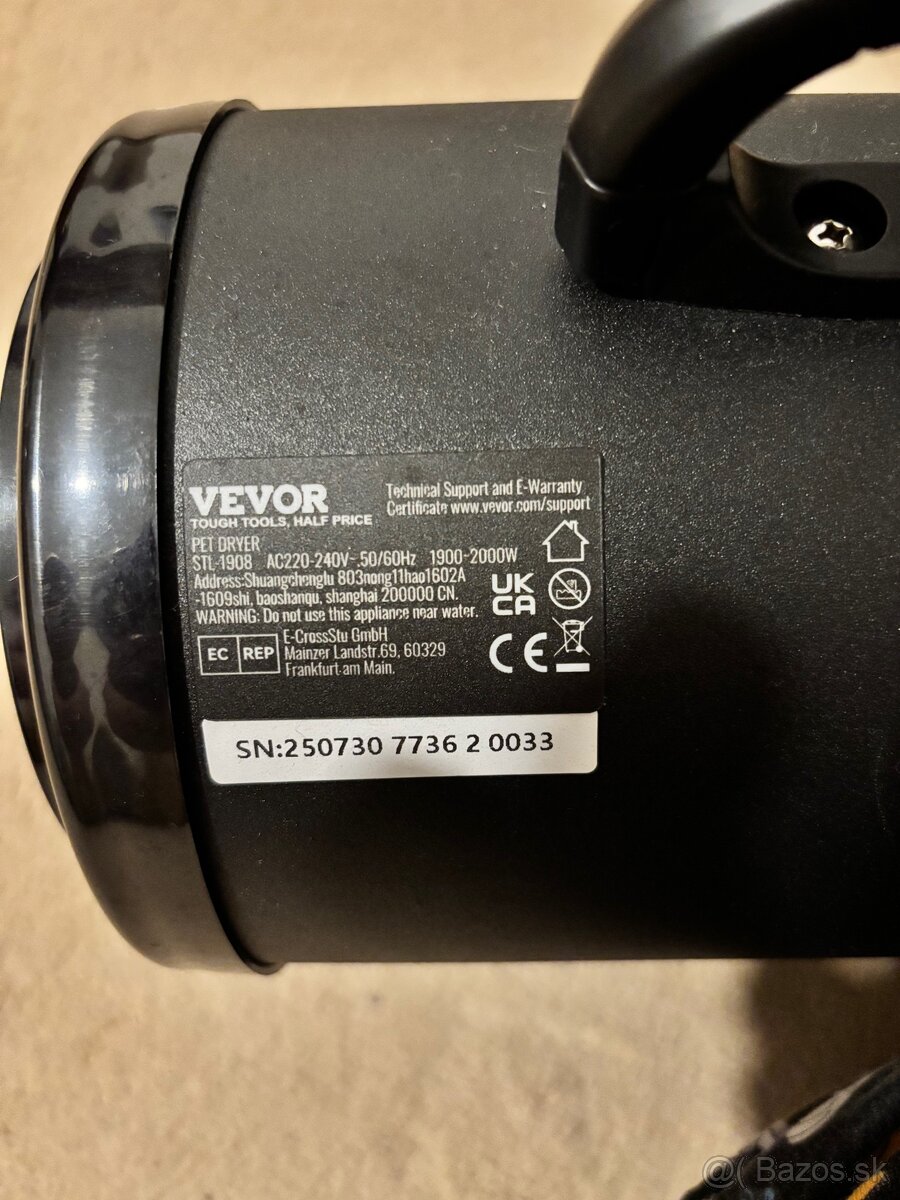 VEVOR
TOUGH TOOLS, HALF PRICE
Technical Support and E-Warranty
Certificate www.vevor.com/support
PET DRYER
STL-1908 AC220-240V~,50/60Hz 1900-2000W
Address:Shuangchenglu 803nong11hao1602A
-1609shi, baoshanqu, shanghai 200000 CN.
WARNING: Do not use this appliance near water.
EC REP
E-CrossStu GmbH
Mainzer Landstr.69, 60329
Frankfurt am Main.
UK
CA
CE
SN:250730 7736 2 0033
@( Bazos.sk